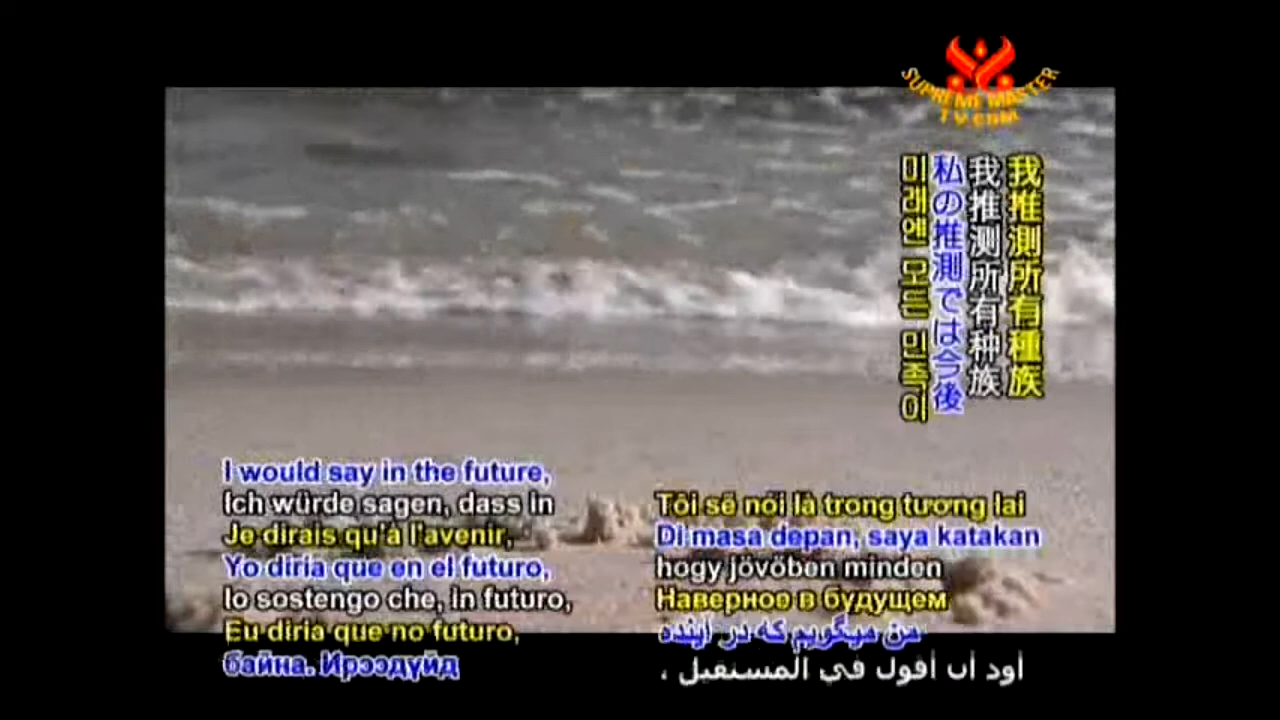 SUPREME MASTER
TV.COM
我推測所有種族
我推测所有种族
私の推測では今後
미래엔 모든 민족이
I would say in the future,
Ich würde sagen, dass in
Je dirais qu'à l'avenir,
Yo diría que en el futuro,
Io sostengo che, in futuro,
Eu diria que no futuro,
байна. Ирээдүйд
Tôi sẽ nói là trong tương lai
Di masa depan, saya katakan
hogy jövőben minden
Наверное в будущем
من میگویم که در آینده
أود أن أقول في المستقبل ،